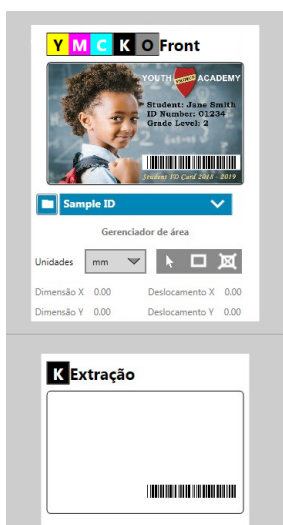 Y M C K O Front
YOUTH ACADEMY
Student: Jane Smith
ID Number: 01234
Grade Level: 2
Student ID Card 2018 - 2019
Sample ID
Gerenciador de área
Unidades mm
Dimensão X 0.00 Deslocamento X 0.00
Dimensão Y 0.00 Deslocamento Y 0.00
K Extração